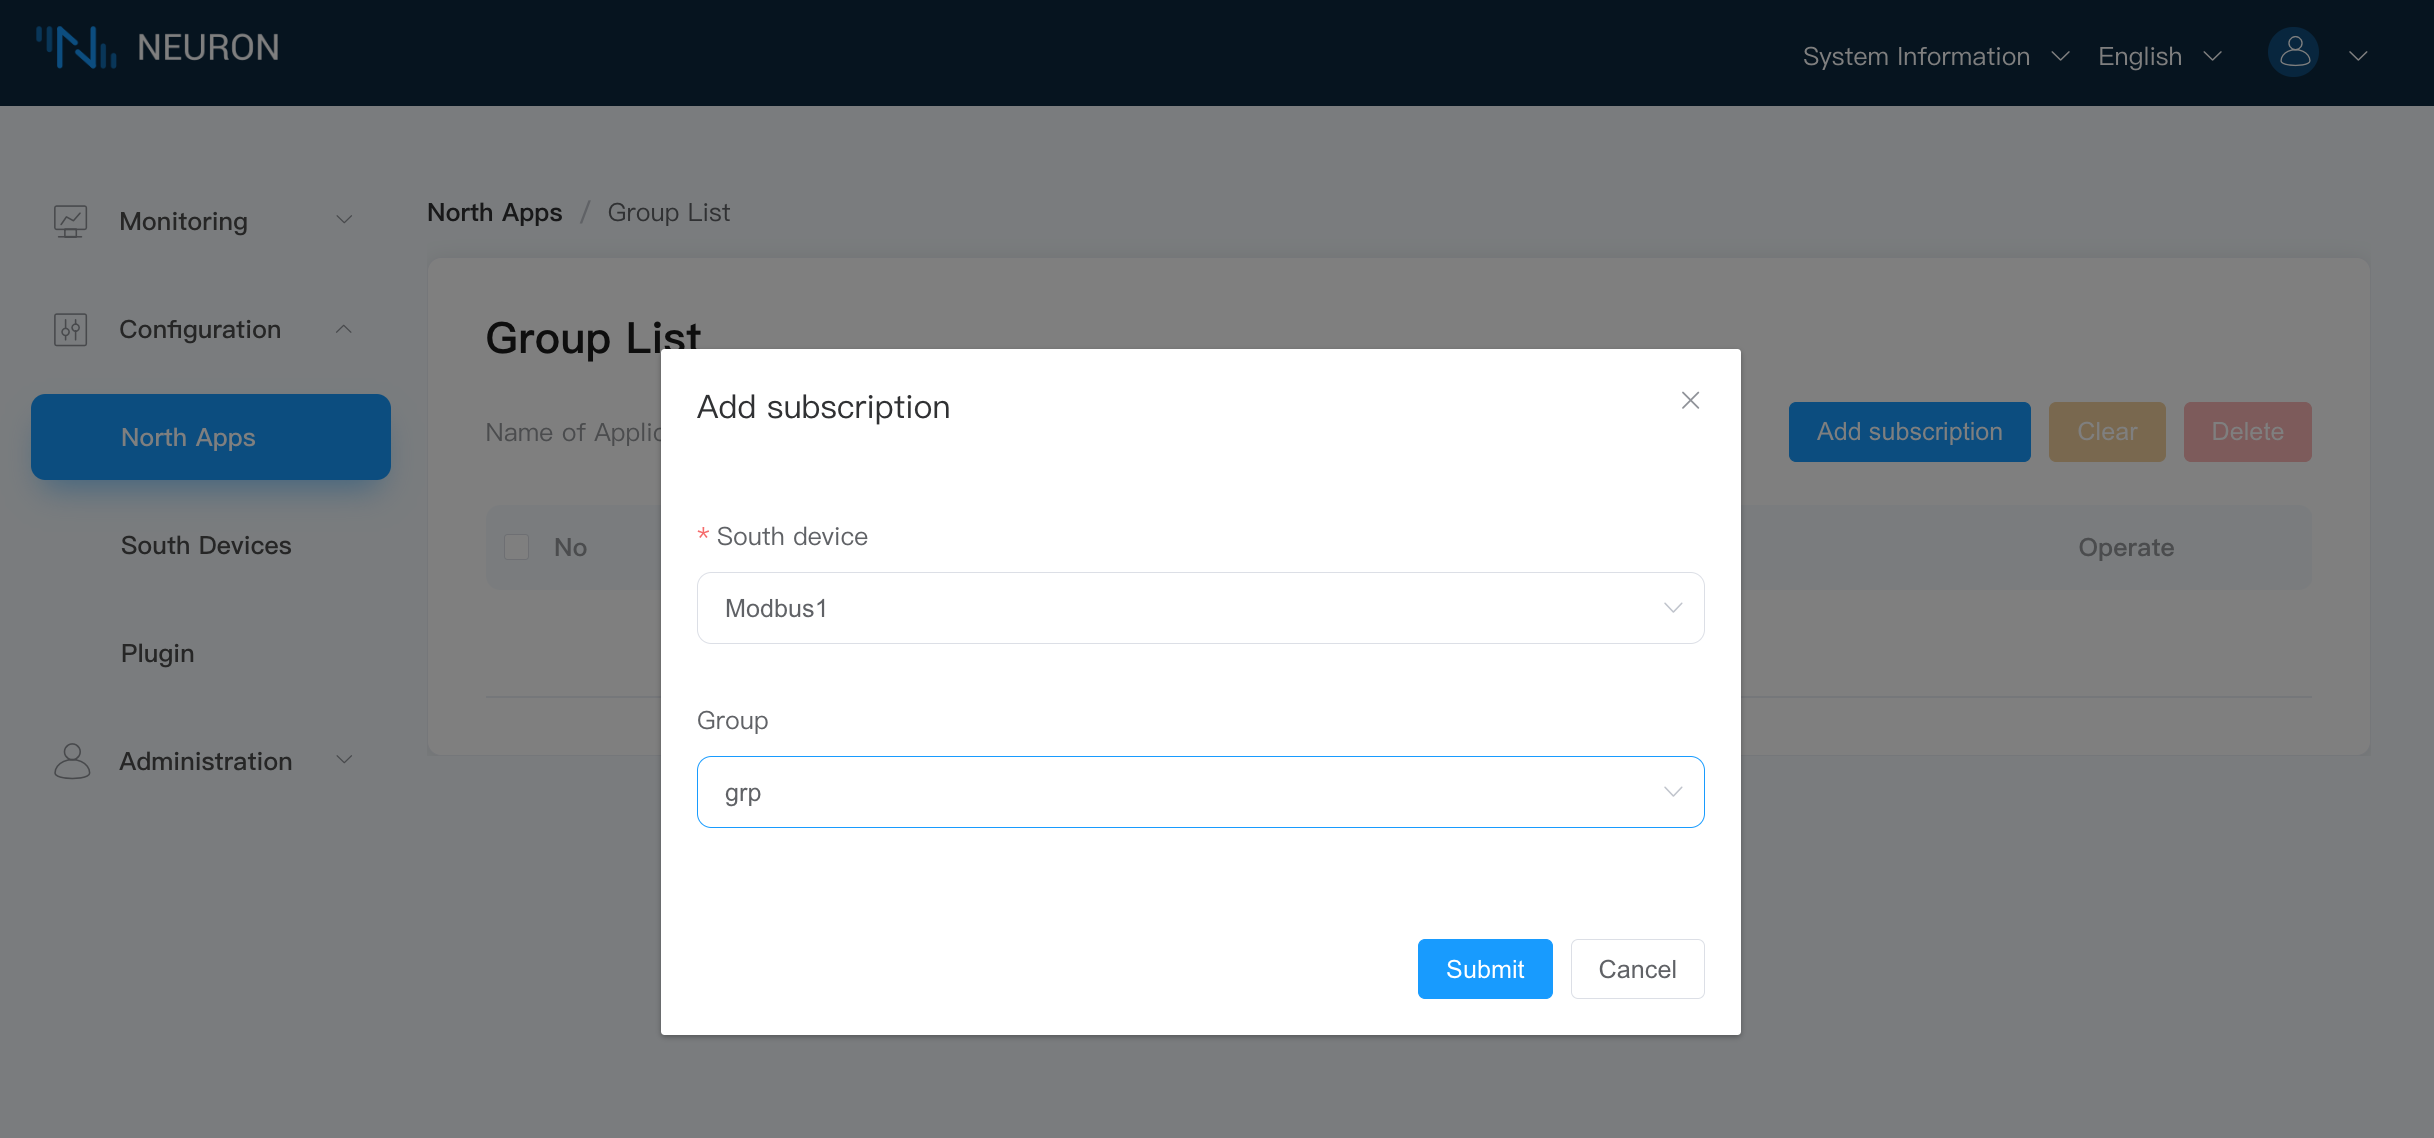 NEURON
System Information
English
Monitoring
Configuration
North Apps
South Devices
Plugin
Administration
North Apps / Group List
Group List
Name of
Add subscription
Clear
Delete
No
Operate
Add subscription
* South device
Modbus1
Group
grp
Submit
Cancel